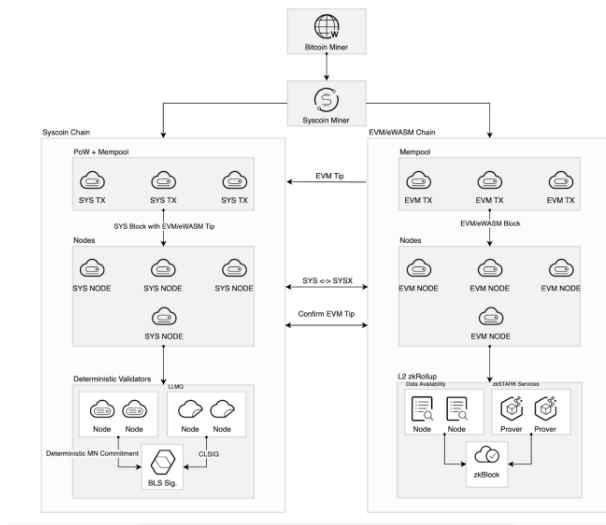 Bitcoin Miner
Syscoin Miner
Syscoin Chain
EVM/eWASM Chain
PoW + Mempool
SYS TX
SYS TX
SYS TX
EVM Tip
Mempool
EVM TX
EVM TX
EVM TX
SYS Block with EVM/eWASM Tip
EVM/eWASM Block
Nodes
SYS NODE
SYS NODE
SYS NODE
SYS NODE
SYS <-> SYSX
Confirm EVM Tip
Nodes
EVM NODE
EVM NODE
EVM NODE
EVM NODE
Deterministic Validators
LLMQ
Node
Node
Node
Node
Deterministic MN Commitment
CLSIG
BLS Sig.
L2 zkRollup
Data Availability
zkSTARK Services
Node
Node
Prover
Prover
zkBlock